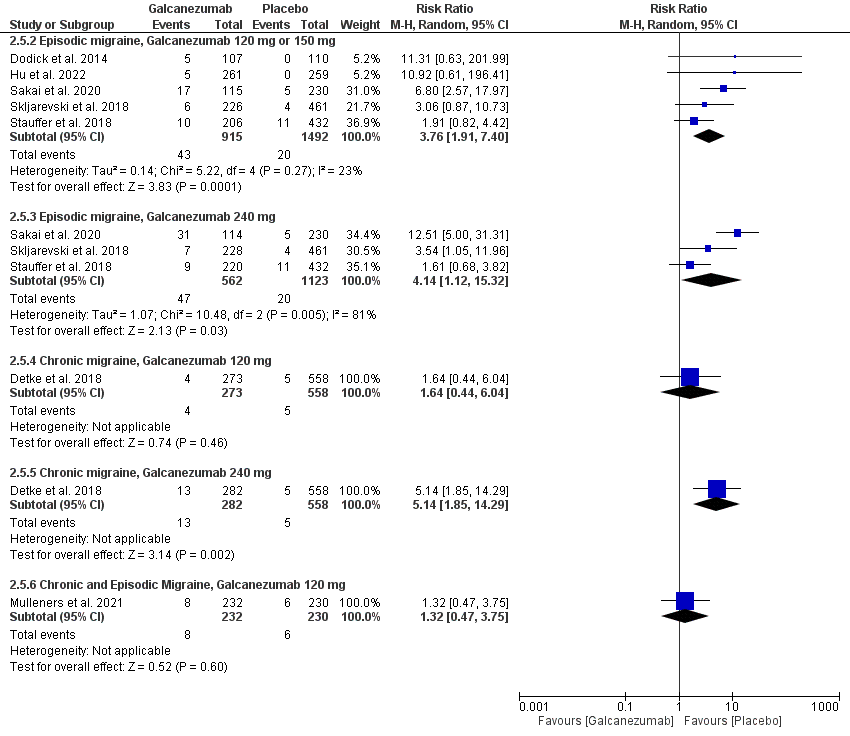 Galcanezumab Placebo Risk Ratio Risk Ratio
Study or Subgroup Events Total Events Total Weight M-H, Random, 95% CI M-H, Random, 95% CI
2.5.2 Episodic migraine, Galcanezumab 120 mg or 150 mg
Dodick et al. 2014 5 107 0 110 5.2% 11.31 [0.63, 201.99]
Hu et al. 2022 5 261 0 259 5.2% 10.92 [0.61, 196.41]
Sakai et al. 2020 17 115 5 230 31.0% 6.80 [2.57, 17.97]
Skljarevski et al. 2018 6 226 4 461 21.7% 3.06 [0.87, 10.73]
Stauffer et al. 2018 10 206 11 432 36.9% 1.91 [0.82, 4.42]
Subtotal (95% CI) 915 1492 100.0% 3.76 [1.91, 7.40]
Total events 43 20
Heterogeneity: Tau² = 0.14; Chi² = 5.22, df = 4 (P = 0.27); I² = 23%
Test for overall effect: Z = 3.83 (P = 0.0001)
2.5.3 Episodic migraine, Galcanezumab 240 mg
Sakai et al. 2020 31 114 5 230 34.4% 12.51 [5.00, 31.31]
Skljarevski et al. 2018 7 228 4 461 30.5% 3.54 [1.05, 11.96]
Stauffer et al. 2018 9 220 11 432 35.1% 1.61 [0.68, 3.82]
Subtotal (95% CI) 562 1123 100.0% 4.14 [1.12, 15.32]
Total events 47 20
Heterogeneity: Tau² = 1.07; Chi² = 10.48, df = 2 (P = 0.005); I² = 81%
Test for overall effect: Z = 2.13 (P = 0.03)
2.5.4 Chronic migraine, Galcanezumab 120 mg
Detke et al. 2018 4 273 5 558 100.0% 1.64 [0.44, 6.04]
Subtotal (95% CI) 273 558 100.0% 1.64 [0.44, 6.04]
Total events 4 5
Heterogeneity: Not applicable
Test for overall effect: Z = 0.74 (P = 0.46)
2.5.5 Chronic migraine, Galcanezumab 240 mg
Detke et al. 2018 13 282 5 558 100.0% 5.14 [1.85, 14.29]
Subtotal (95% CI) 282 558 100.0% 5.14 [1.85, 14.29]
Total events 13 5
Heterogeneity: Not applicable
Test for overall effect: Z = 3.14 (P = 0.002)
2.5.6 Chronic and Episodic Migraine, Galcanezumab 120 mg
Mulleners et al. 2021 8 232 6 230 100.0% 1.32 [0.47, 3.75]
Subtotal (95% CI) 232 230 100.0% 1.32 [0.47, 3.75]
Total events 8 6
Heterogeneity: Not applicable
Test for overall effect: Z = 0.52 (P = 0.60)
0.001 0.1 1 10 1000
Favours [Galcanezumab] Favours [Placebo]